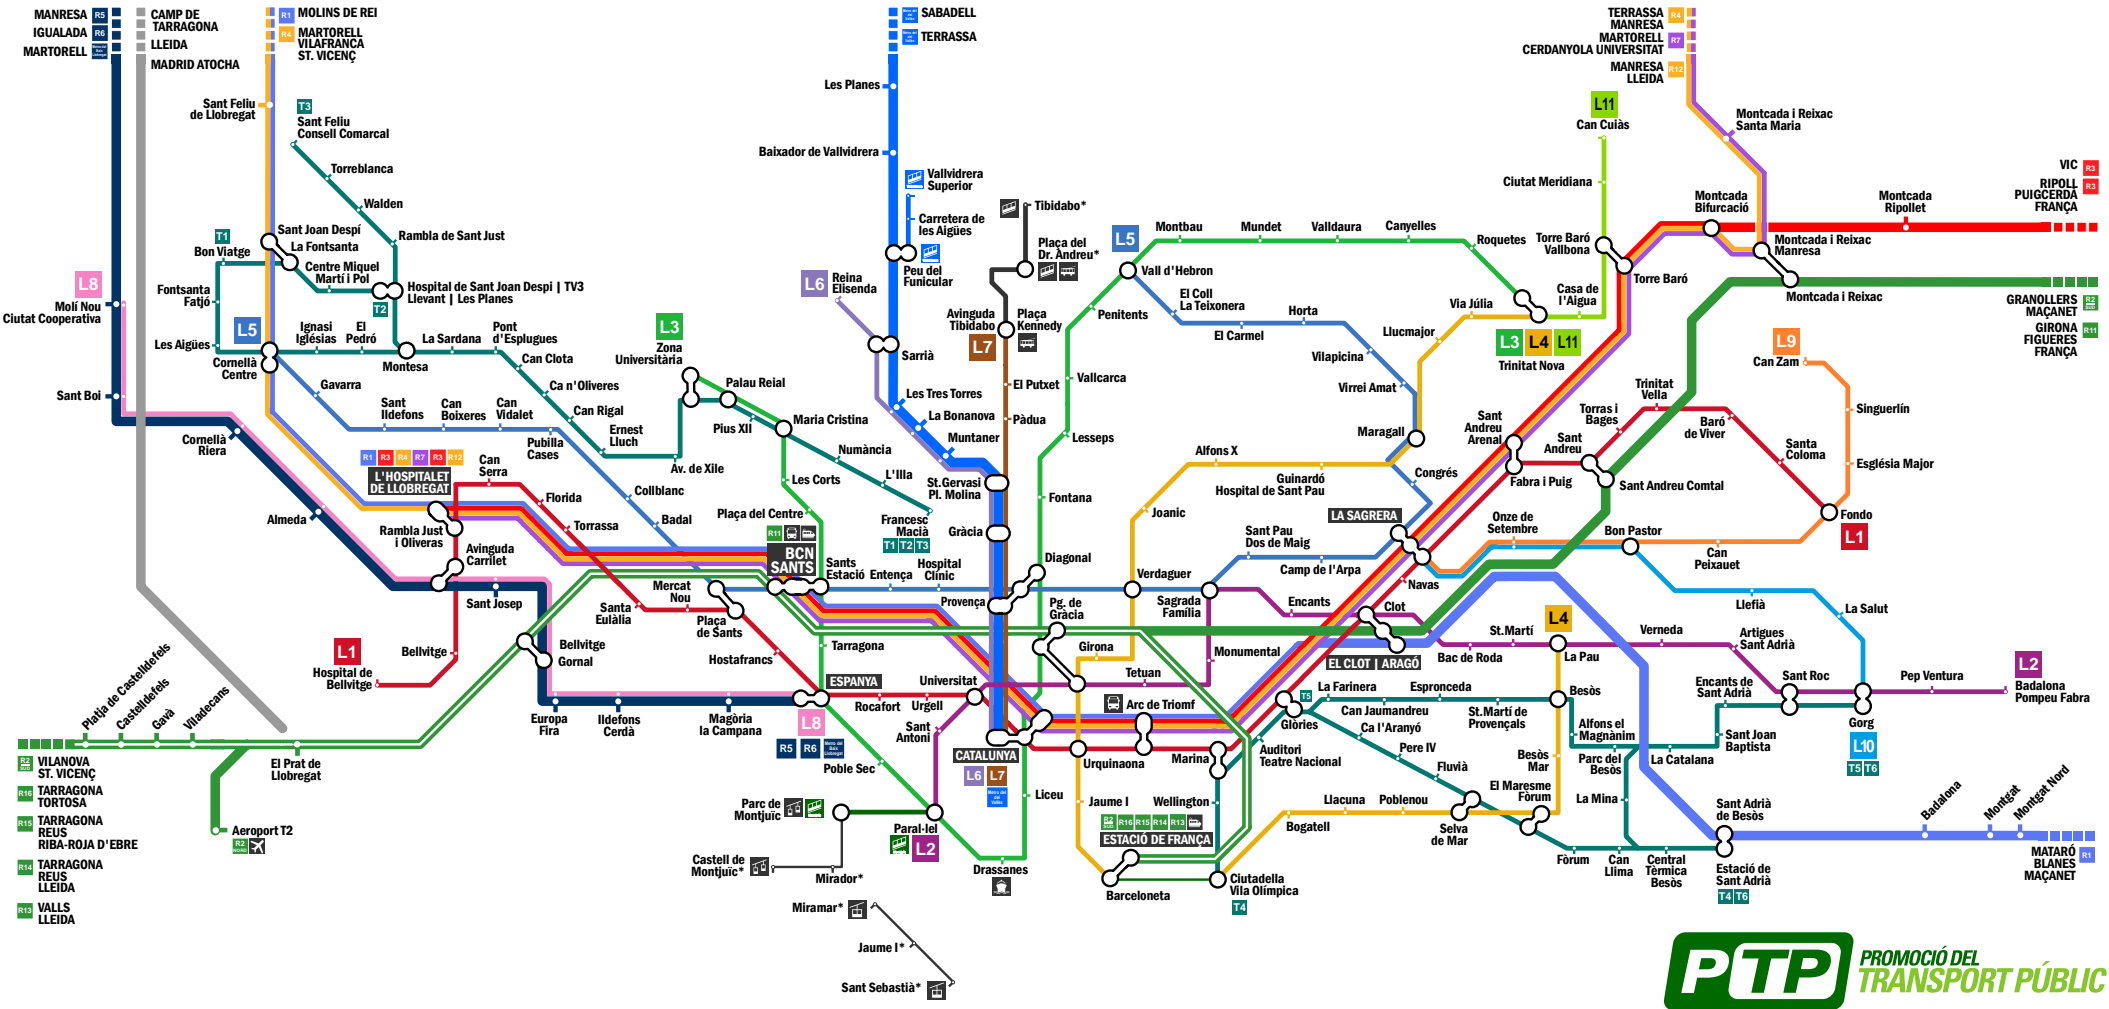 MANRESA R5
IGUALADA R6
MARTORELL
CAMP DE
TARRAGONA
LLEIDA
MADRID ATOCHA
R1 MOLINS DE REI
R4 MARTORELL
VILAFRANCA
ST. VICENÇ
SABADELL
TERRASSA
TERRASSA R4
MANRESA
MARTORELL R7
CERDANYOLA UNIVERSITAT
MANRESA R12
LLEIDA
Sant Feliu
de Llobregat
T3
Sant Feliu
Consell Comarcal
Torreblanca
Walden
Rambla de Sant Just
Sant Joan Despí
La Fontsanta
T1
Bon Viatge
Centre Miquel
Martí i Pol
Hospital de Sant Joan Despi | TV3
Llevant | Les Planes
T2
Fontsanta
Fatjó
L8
Molí Nou
Ciutat Cooperativa
L5
Les Aigües
Cornellà
Centre
Ignasi
Iglésias
El
Pedró
Montesa
La Sardana
Pont
d'Esplugues
Can Clota
Ca n'Oliveres
Can Rigal
Ernest
Lluch
Av. de Xile
Gavarra
Sant
Ildefons
Can
Boixeres
Can
Vidalet
Pubilla
Cases
Collblanc
Badal
Sant Boi
Cornellà
Riera
Almeda
R1 R3 R4 R7 R3 R12
L'HOSPITALET
DE LLOBREGAT
Can
Serra
Florida
Torrassa
Rambla Just
i Oliveras
Avinguda
Carrilet
Sant Josep
Santa
Eulàlia
Mercat
Nou
Plaça
de Sants
Hostafrancs
L1
Hospital de
Bellvitge
Bellvitge
Bellvitge
Gornal
Europa
Fira
Ildefons
Cerdà
Magòria
la Campana
L3
Zona
Universitària
Palau Reial
Pius XII
Maria Cristina
Numància
L'Illa
Francesc
Macià
T1 T2 T3
Les Corts
Plaça del Centre
R11
BCN
SANTS
Sants
Estació
Entença
Hospital
Clínic
Tarragona
ESPANYA
L8
R5 R6
Rocafort
Urgell
Universitat
Sant
Antoni
Poble Sec
Parc de
Montjuïc
Paral·lel
L2
Castell de
Montjuïc*
Mirador*
Miramar*
Jaume I*
Sant Sebastià*
Les Planes
Baixador de Vallvidrera
Vallvidrera
Superior
Carretera de
les Aigües
Peu del
Funicular
L6
Reina
Elisenda
Sarrià
Les Tres Torres
La Bonanova
Muntaner
St.Gervasi
Pl. Molina
Gràcia
Provença
Tibidabo*
Plaça del
Dr. Andreu*
Avinguda
Tibidabo
Plaça
Kennedy
L7
El Putxet
Pàdua
Fontana
Lesseps
Vallcarca
Penitents
L5
Vall d'Hebron
Montbau
Mundet
Valldaura
Canyelles
Roquetes
El Coll
La Teixonera
El Carmel
Horta
Vilapicina
Virrei Amat
Maragall
Llucmajor
Via Júlia
L3 L4 L11
Trinitat Nova
Casa de
l'Aigua
L11
Can Cuiàs
Ciutat Meridiana
Torre Baró
Vallbona
Torre Baró
Montcada
Bifurcació
Montcada i Reixac
Santa Maria
Montcada i Reixac
Manresa
Montcada i Reixac
Montcada
Ripollet
VIC R3
RIPOLL R3
PUIGCERDÀ
FRANÇA
GRANOLLERS
MAÇANET
GIRONA R11
FIGUERES
FRANÇA
L9
Can Zam
Singuerlín
Església Major
Fondo
L1
Santa
Coloma
Baró
de Viver
Trinitat
Vella
Torras i
Bages
Sant
Andreu
Sant Andreu Comtal
Sant
Andreu
Arenal
Fabra i Puig
Congrés
LA SAGRERA
Navas
Onze de
Setembre
Bon Pastor
Can
Peixauet
Llefià
La Salut
Alfons X
Guinardó
Hospital de Sant Pau
Joanic
Sant Pau
Dos de Maig
Camp de l'Arpa
Diagonal
Verdaguer
Sagrada
Família
Encants
Clot
EL CLOT | ARAGÓ
Bac de Roda
St.Martí
L4
La Pau
Verneda
Artigues
Sant Adrià
Sant Roc
Encants de
Sant Adrià
Gorg
L10
T5 T6
Pep Ventura
L2
Badalona
Pompeu Fabra
Pg. de
Gràcia
Girona
Tetuan
Monumental
Arc de Triomf
Urquinaona
Marina
CATALUNYA
L6 L7
Liceu
Drassanes
Jaume I
Wellington
R16 R15 R14 R13
ESTACIÓ DE FRANÇA
Barceloneta
Ciutadella
Vila Olímpica
T4
Bogatell
Llacuna
Poblenou
Selva
de Mar
El Maresme
Fòrum
Besòs
Mar
Besòs
T5
Glòries
Auditori
Teatre Nacional
La Farinera
Can Jaumandreu
Espronceda
St.Martí de
Provençals
Ca l'Aranyó
Pere IV
Fluvià
Alfons el
Magnànim
Parc del
Besòs
La Catalana
Sant Joan
Baptista
La Mina
Fòrum
Can
Llima
Central
Tèrmica
Besòs
Estació de
Sant Adrià
T4 T6
Sant Adrià
de Besòs
Badalona
Montgat
Montgat Nord
MATARÓ
BLANES R1
MAÇANET
Platja de Castelldefels
Castelldefels
Gavà
Viladecans
El Prat de
Llobregat
Aeroport T2
R2 NORD
R2 SUD VILANOVA
ST. VICENÇ
R16 TARRAGONA
TORTOSA
R15 TARRAGONA
REUS
RIBA-ROJA D'EBRE
R14 TARRAGONA
REUS
LLEIDA
R13 VALLS
LLEIDA
PTP PROMOCIÓ DEL
TRANSPORT PÚBLIC